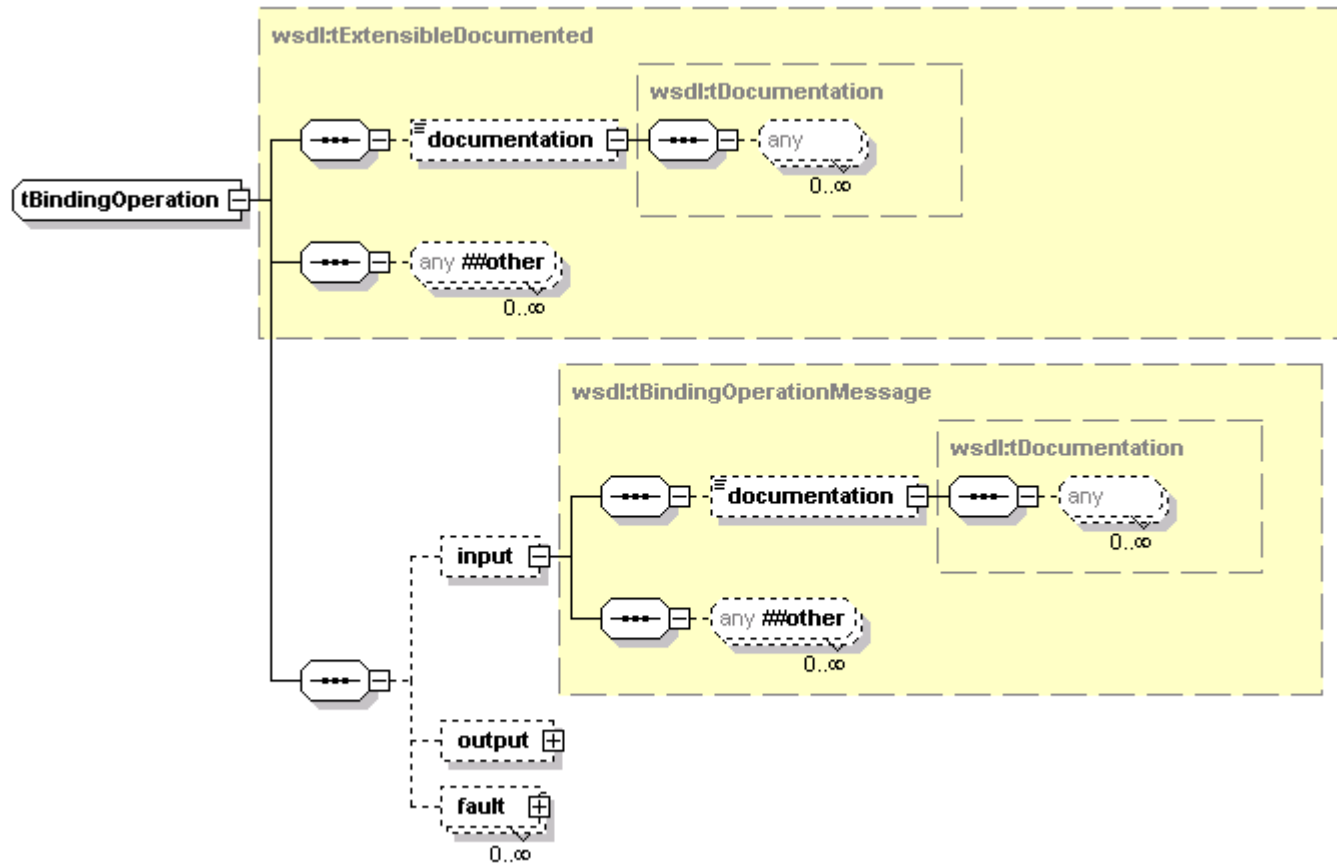 wsdl:tExtensibleDocumented
wsdl:tDocumentation
documentation
any
0..∞
tBindingOperation
any ##other
0..∞
wsdl:tBindingOperationMessage
wsdl:tDocumentation
documentation
any
0..∞
input
any ##other
0..∞
output
fault
0..∞